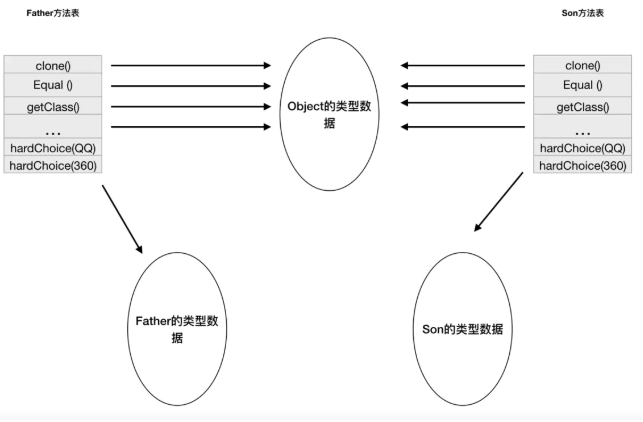 Father方法表
Son方法表
clone()
Equal ()
getClass()
...
hardChoice(QQ)
hardChoice(360)
Object的类型数
据
clone()
Equal ()
getClass()
...
hardChoice(QQ)
hardChoice(360)
Father的类型数
据
Son的类型数据